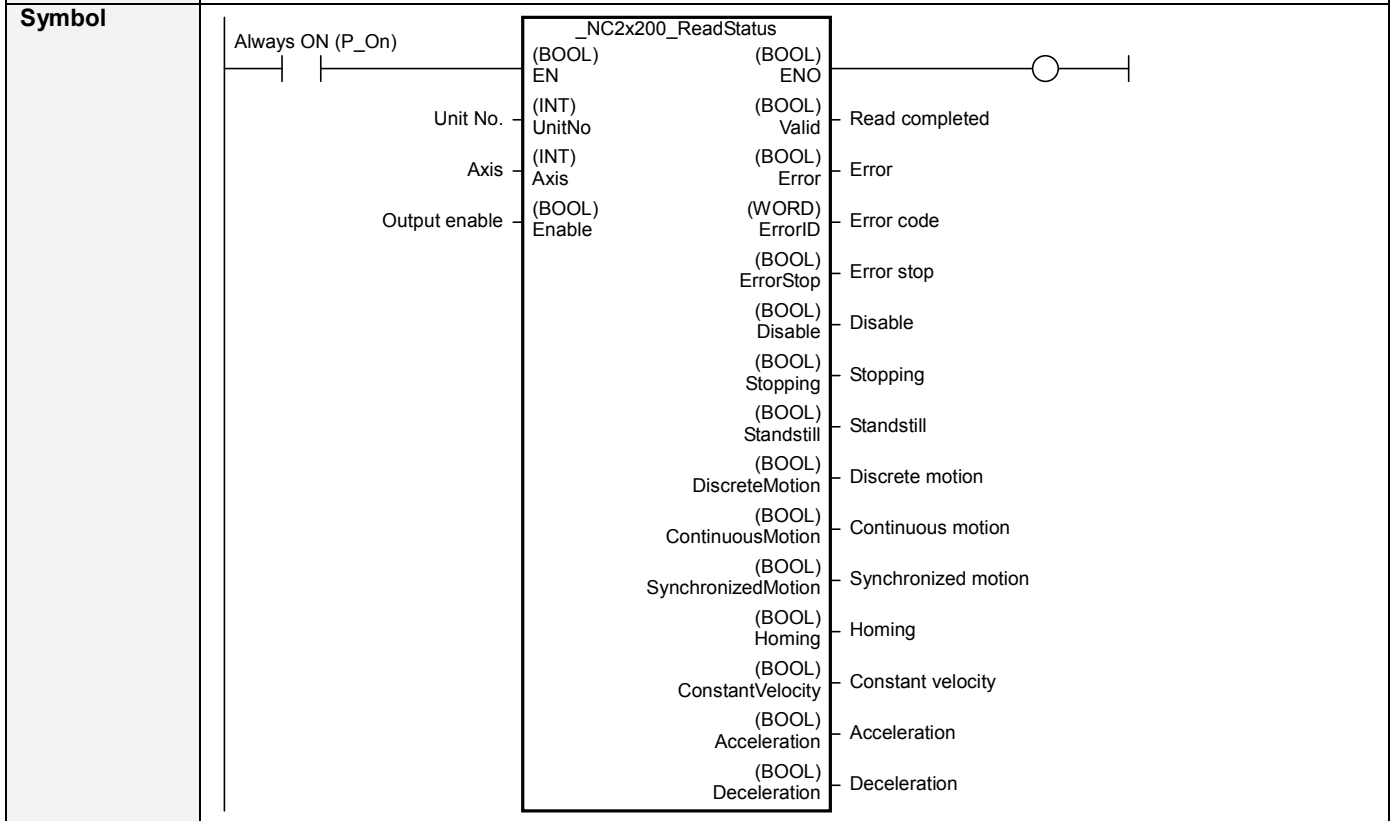 Symbol
Always ON (P_On)
_NC2x200_ReadStatus
(BOOL) (BOOL)
EN ENO
(INT) (BOOL)
Unit No. UnitNo Valid Read completed
(INT) (BOOL)
Axis Axis Error Error
(BOOL) (WORD)
Output enable Enable ErrorID Error code
(BOOL)
ErrorStop Error stop
(BOOL)
Disable Disable
(BOOL)
Stopping Stopping
(BOOL)
Standstill Standstill
(BOOL)
DiscreteMotion Discrete motion
(BOOL)
ContinuousMotion Continuous motion
(BOOL)
SynchronizedMotion Synchronized motion
(BOOL)
Homing Homing
(BOOL)
ConstantVelocity Constant velocity
(BOOL)
Acceleration Acceleration
(BOOL)
Deceleration Deceleration